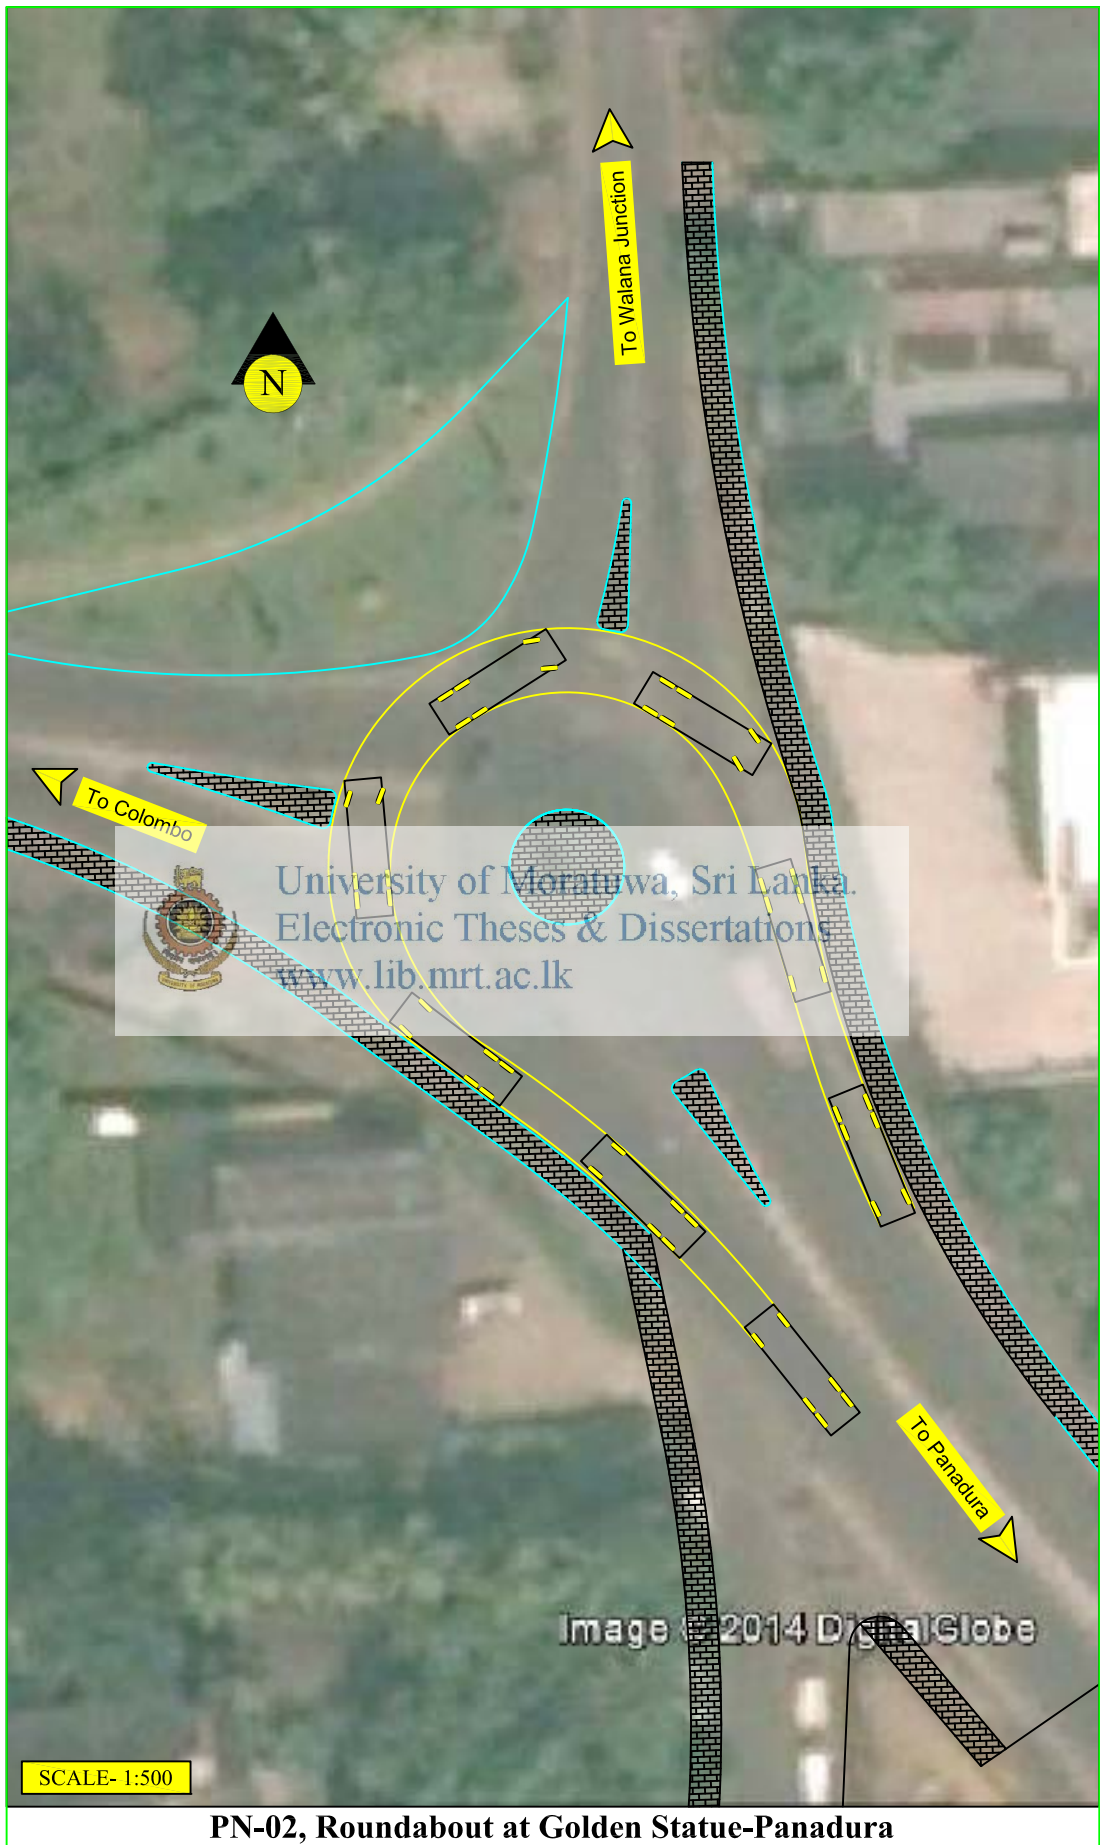 To Walana Junction
N
To Colombo
University of Moratuwa, Sri Lanka.
Electronic Theses & Dissertations
www.lib.mrt.ac.lk
To Panadura
Image © 2014 DigitalGlobe
SCALE- 1:500
PN-02, Roundabout at Golden Statue-Panadura